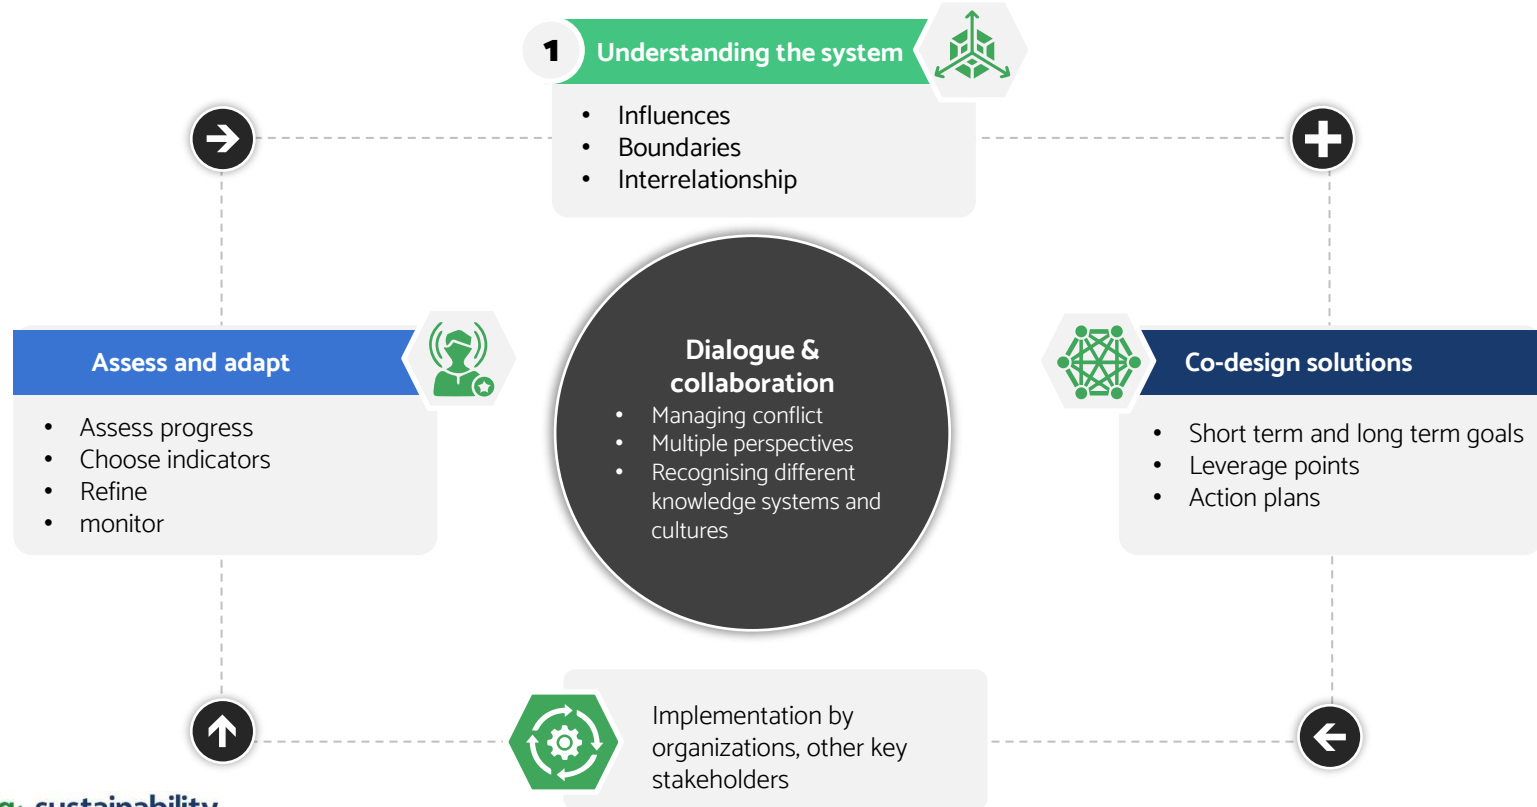 1
Understanding the system
• Influences
• Boundaries
• Interrelationship
Assess and adapt
• Assess progress
• Choose indicators
• Refine
• monitor
Dialogue &
collaboration
• Managing conflict
• Multiple perspectives
• Recognising different
knowledge systems and
cultures
Co-design solutions
• Short term and long term goals
• Leverage points
• Action plans
Implementation by
organizations, other key
stakeholders
sustainability